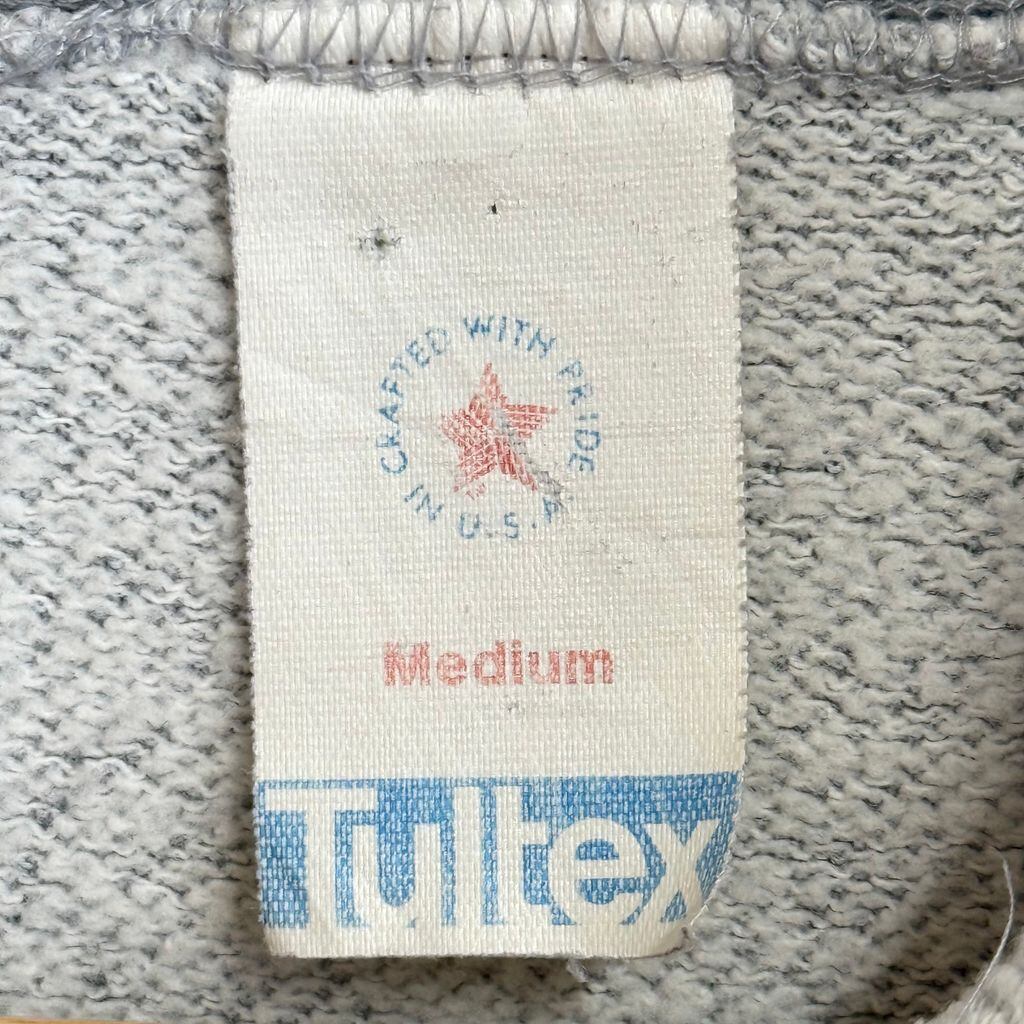 CRAFTED WITH PRIDE
IN U.S.A
Medium
Tultex